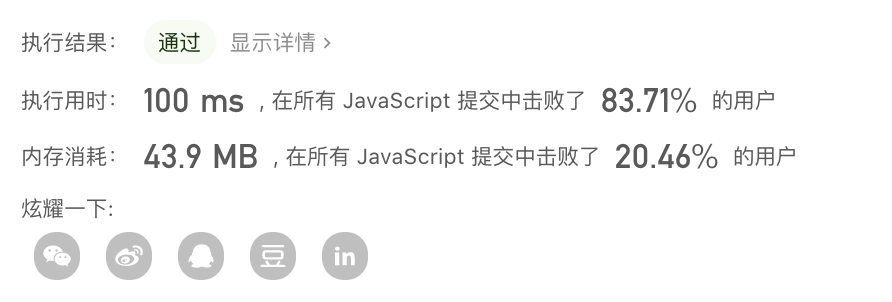 执行结果： 通过 显示详情 >
执行用时： 100 ms , 在所有 JavaScript 提交中击败了 83.71% 的用户
内存消耗： 43.9 MB , 在所有 JavaScript 提交中击败了 20.46% 的用户
炫耀一下:
豆 in